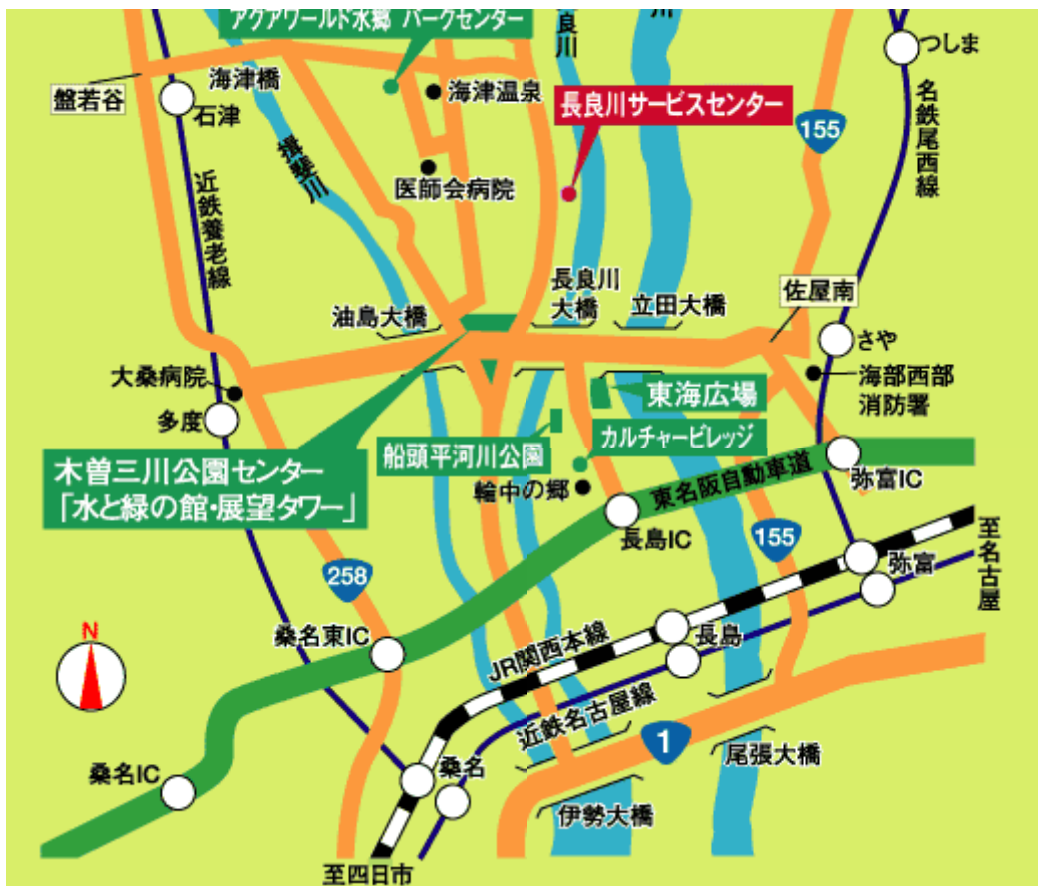 アクアワールド水郷 パークセンター
良
川
川
つしま
海津橋
盤若谷
石津
海津温泉
長良川サービスセンター
155
名鉄尾西線
揖斐川
医師会病院
近鉄養老線
長良川
大橋
立田大橋
佐屋南
油島大橋
さや
大桑病院
海部西部
消防署
多度
東海広場
カルチャービレッジ
船頭平河川公園
木曽三川公園センター
「水と緑の館・展望タワー」
輪中の郷
東名阪自動車道
弥富IC
長島IC
155
弥富
至名古屋
258
N
桑名東IC
JR関西本線
長島
近鉄名古屋線
1
桑名IC
桑名
尾張大橋
伊勢大橋
至四日市